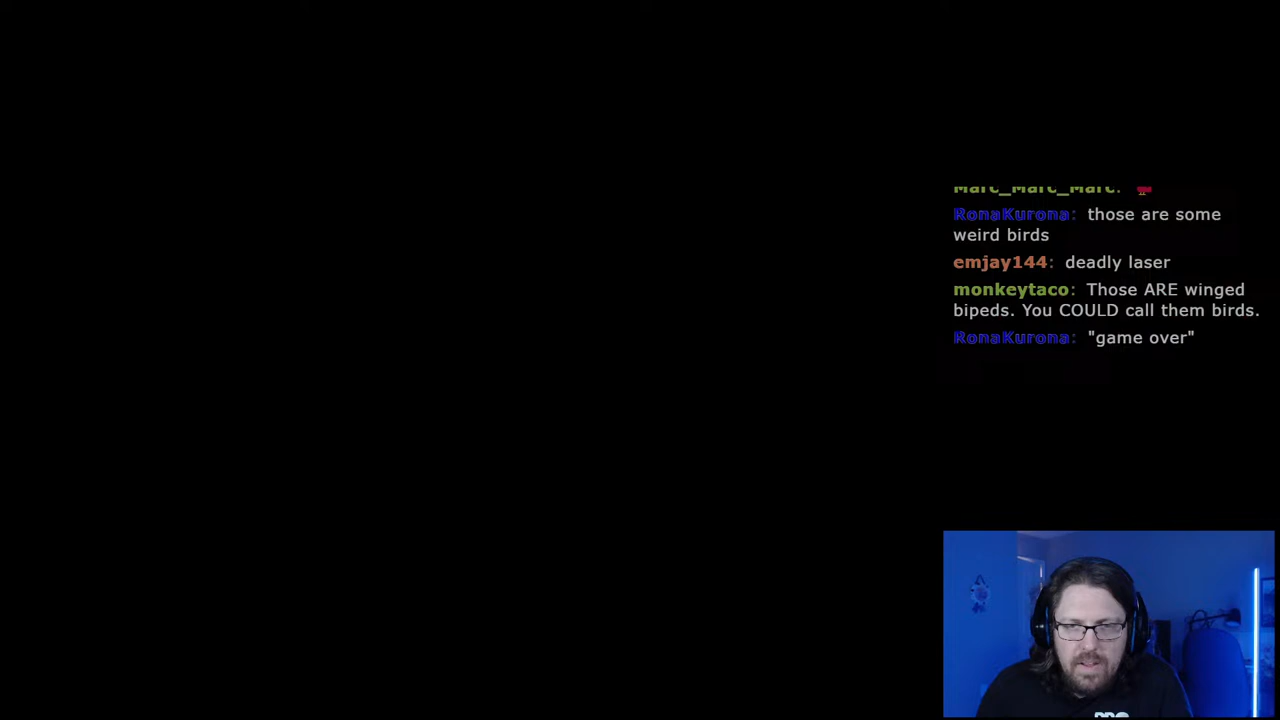 Marc_Marc_Marc:
RonaKurona: those are some
weird birds
emjay144: deadly laser
monkeytaco: Those ARE winged
bipeds. You COULD call them birds.
RonaKurona: "game over"